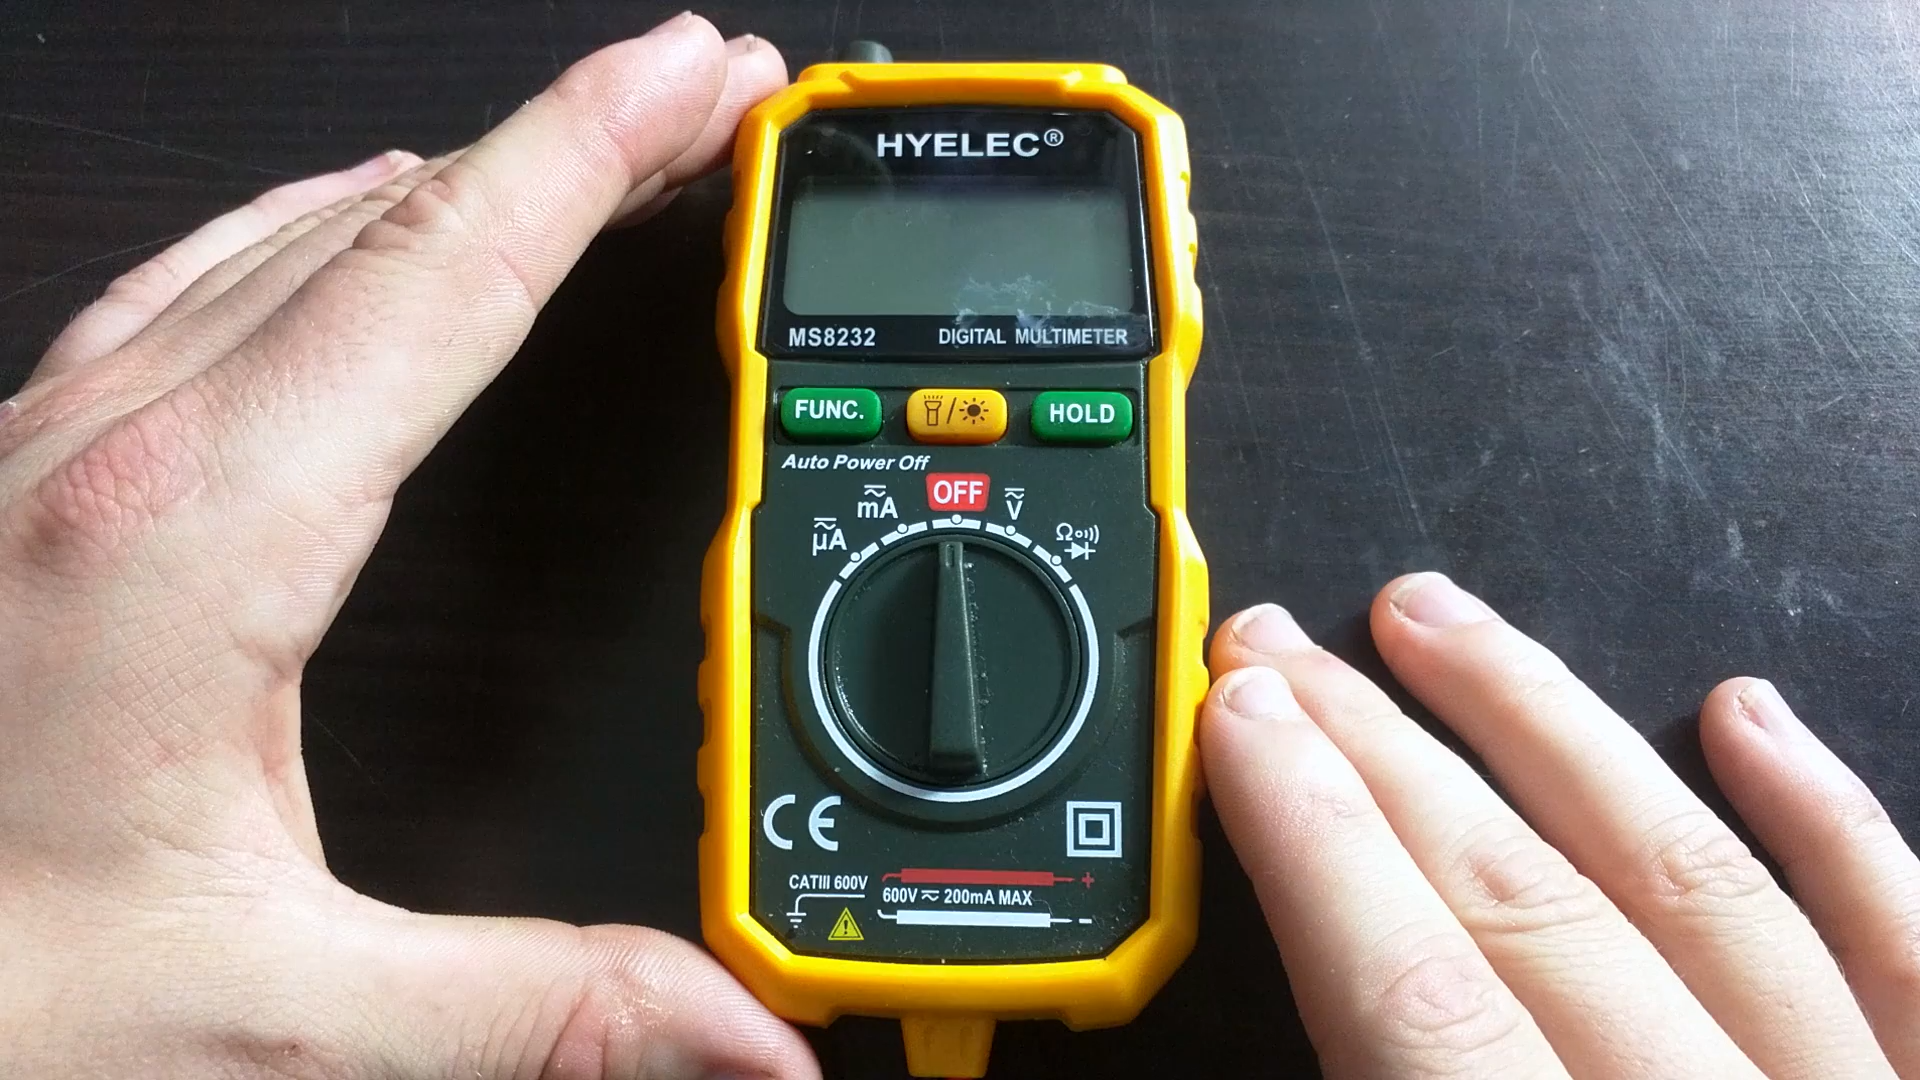 HYELEC®
MS8232 DIGITAL MULTIMETER
FUNC. / HOLD
Auto Power Off
µA mA OFF V Ω
CE
CATIII 600V
600V 200mA MAX
+
-